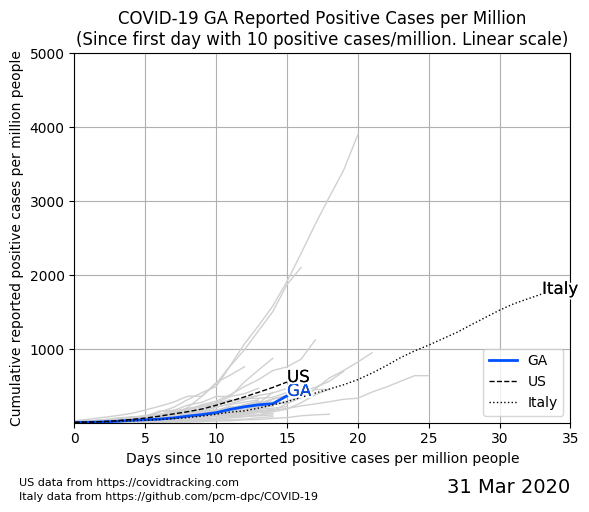 COVID-19 GA Reported Positive Cases per Million
(Since first day with 10 positive cases/million. Linear scale)
Cumulative reported positive cases per million people
5000
4000
3000
2000
1000
Italy
US
GA
GA
US
Italy
0 5 10 15 20 25 30 35
Days since 10 reported positive cases per million people
US data from https://covidtracking.com
Italy data from https://github.com/pcm-dpc/COVID-19
31 Mar 2020